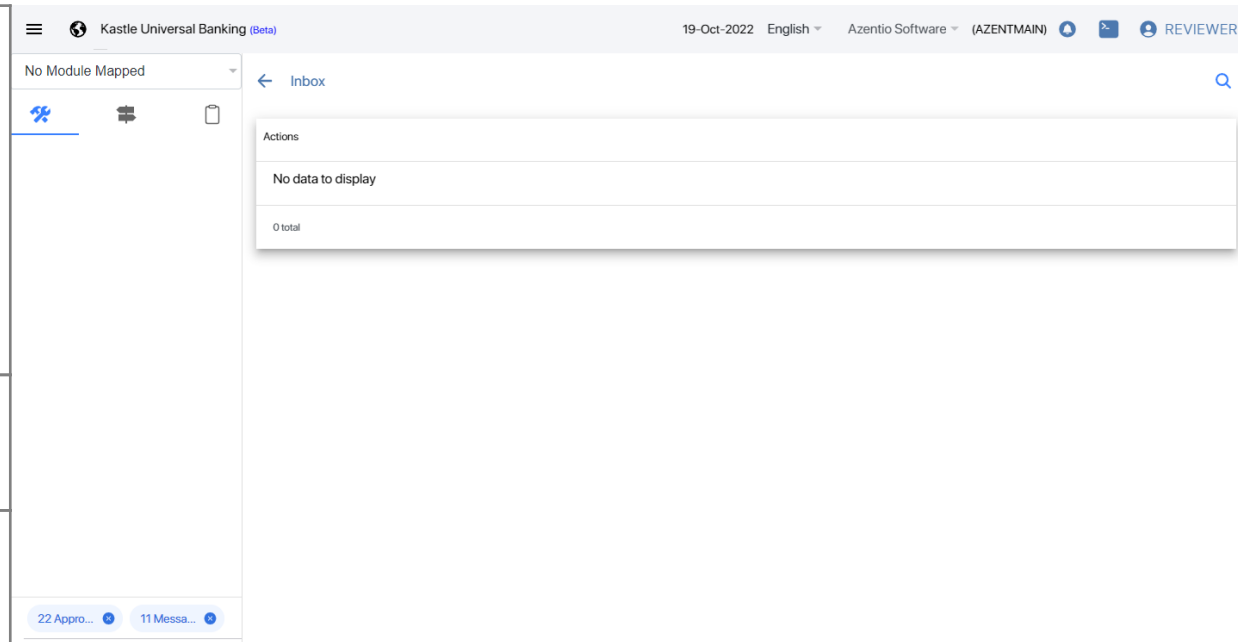 Kastle Universal Banking (Beta)
19-Oct-2022 English Azentio Software (AZENTMAIN) REVIEWER
No Module Mapped
Inbox
Actions
No data to display
0 total
22 Appro... 11 Messa...